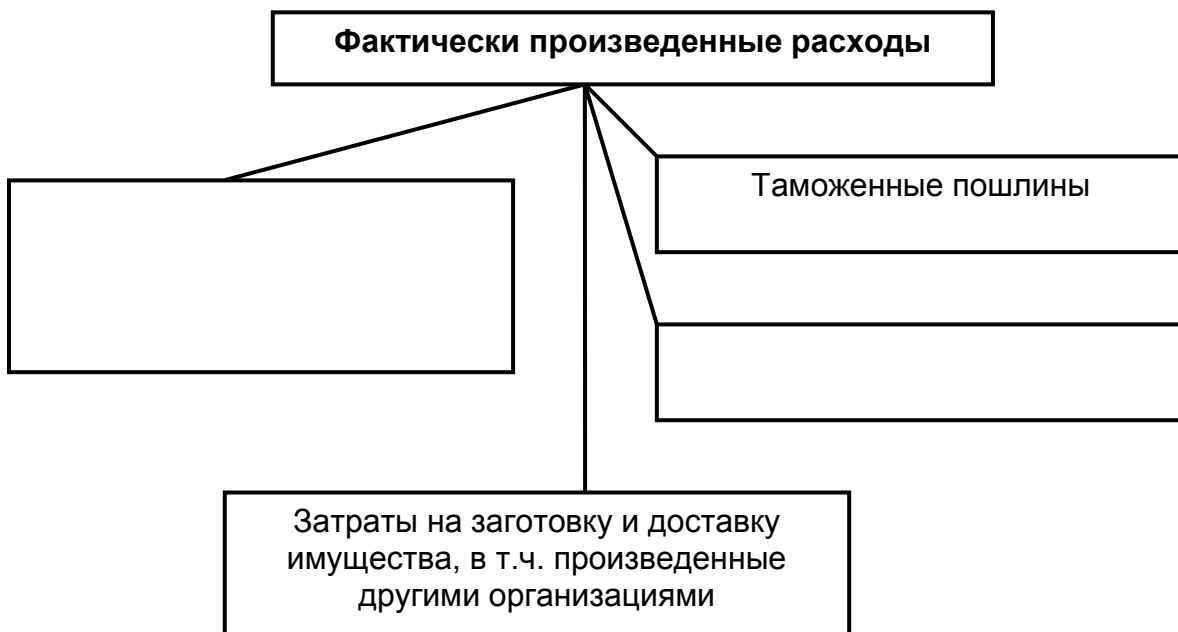 Фактически произведенные расходы
Таможенные пошлины
Затраты на заготовку и доставку
имущества, в т.ч. произведенные
другими организациями